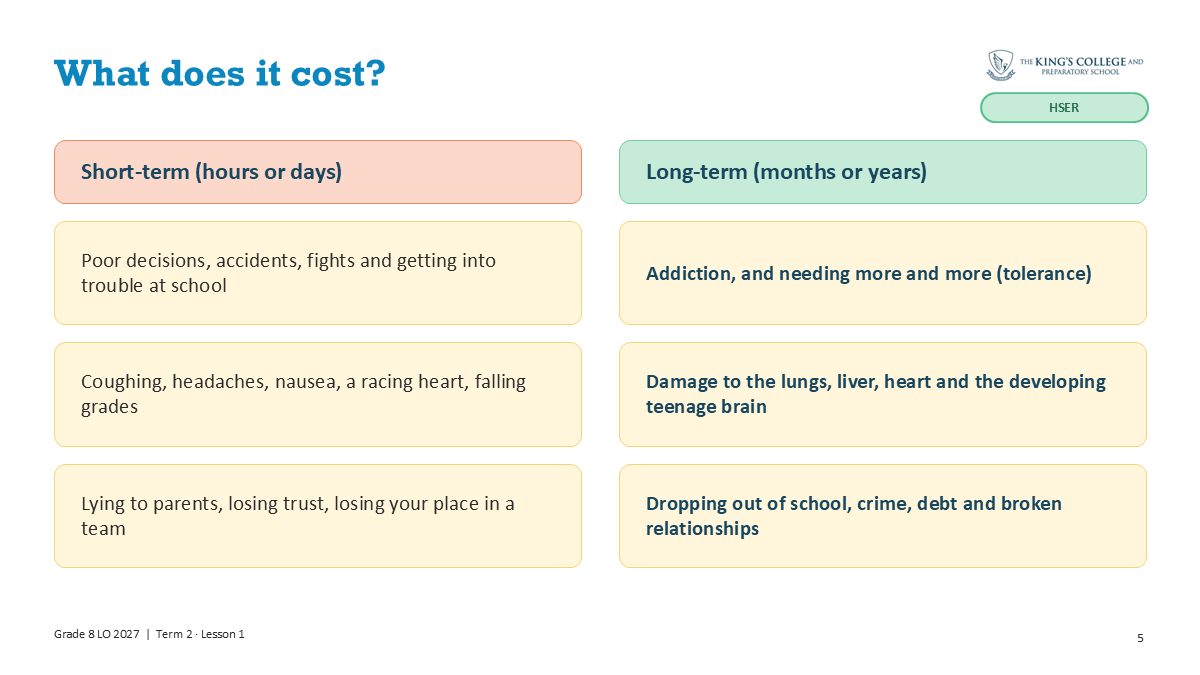 What does it cost?
THE KING'S COLLEGE AND
PREPARATORY SCHOOL
HSER
Short-term (hours or days)
Long-term (months or years)
Poor decisions, accidents, fights and getting into
trouble at school
Addiction, and needing more and more (tolerance)
Coughing, headaches, nausea, a racing heart, falling
grades
Damage to the lungs, liver, heart and the developing
teenage brain
Lying to parents, losing trust, losing your place in a
team
Dropping out of school, crime, debt and broken
relationships
Grade 8 LO 2027 | Term 2 · Lesson 1
5